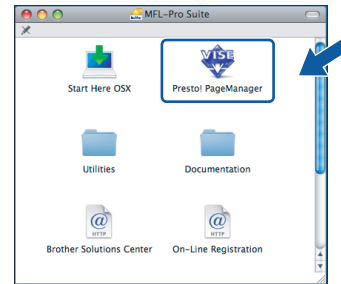 MFL-Pro Suite
VISE
Start Here OSX
Presto! PageManager
Utilities
Documentation
@
HTTP
@
HTTP
Brother Solutions Center
On-Line Registration